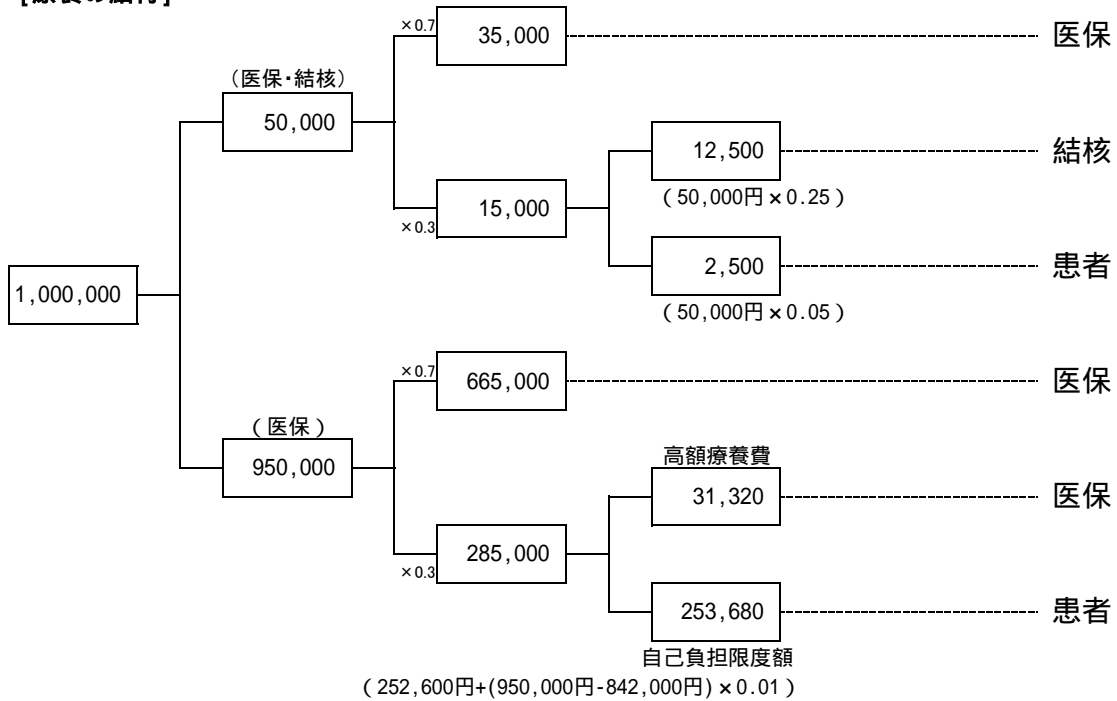 ×0.7
35,000
医保
(医保・結核)
50,000
12,500
結核
(50,000円×0.25)
×0.3
15,000
2,500
患者
(50,000円×0.05)
1,000,000
×0.7
665,000
医保
(医保)
950,000
高額療養費
31,320
医保
×0.3
285,000
253,680
患者
自己負担限度額
(252,600円+(950,000円-842,000円)×0.01)